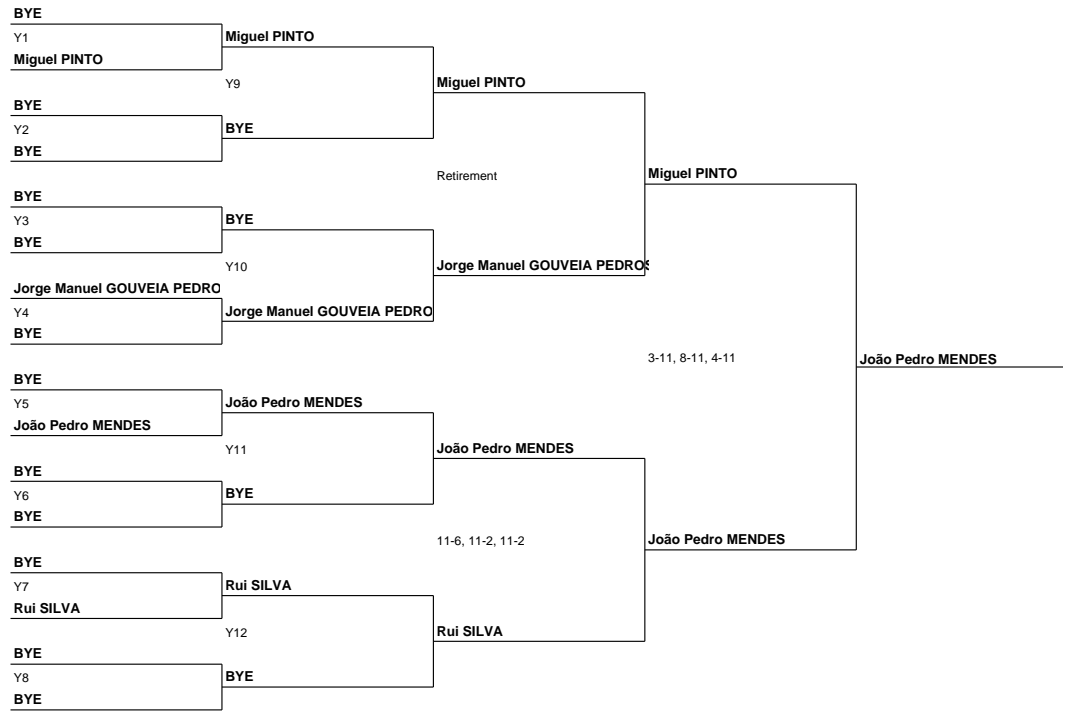 BYE
Y1
Miguel PINTO
Miguel PINTO
Y9
Miguel PINTO
BYE
Y2
BYE
BYE
Retirement
Miguel PINTO
BYE
Y3
BYE
BYE
Y10
Jorge Manuel GOUVEIA PEDROS
Jorge Manuel GOUVEIA PEDRO
Y4
Jorge Manuel GOUVEIA PEDRO
BYE
3-11, 8-11, 4-11
João Pedro MENDES
BYE
Y5
João Pedro MENDES
João Pedro MENDES
Y11
João Pedro MENDES
BYE
Y6
BYE
BYE
11-6, 11-2, 11-2
João Pedro MENDES
BYE
Y7
Rui SILVA
Rui SILVA
Y12
Rui SILVA
BYE
Y8
BYE
BYE